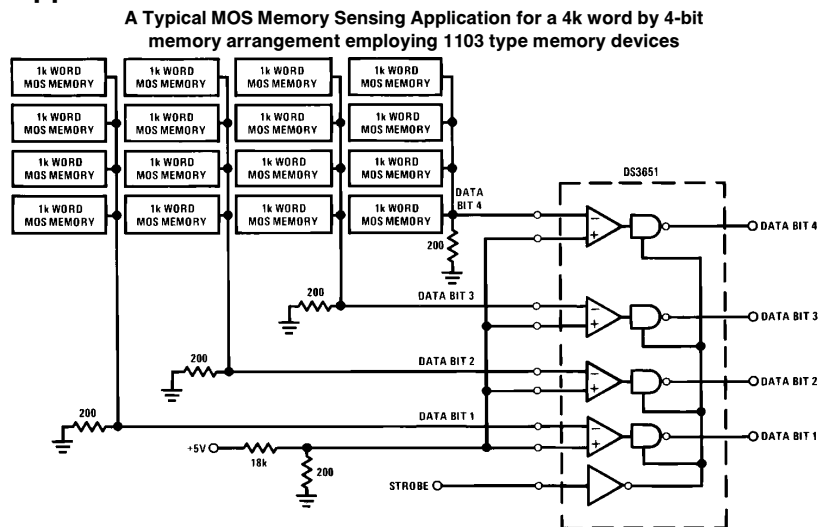 A Typical MOS Memory Sensing Application for a 4k word by 4-bit
memory arrangement employing 1103 type memory devices
1k WORD
MOS MEMORY
1k WORD
MOS MEMORY
1k WORD
MOS MEMORY
1k WORD
MOS MEMORY
1k WORD
MOS MEMORY
1k WORD
MOS MEMORY
1k WORD
MOS MEMORY
1k WORD
MOS MEMORY
1k WORD
MOS MEMORY
1k WORD
MOS MEMORY
1k WORD
MOS MEMORY
1k WORD
MOS MEMORY
1k WORD
MOS MEMORY
1k WORD
MOS MEMORY
1k WORD
MOS MEMORY
1k WORD
MOS MEMORY
DS3651
DATA
BIT 4
200
DATA BIT 4
200
DATA BIT 3
DATA BIT 3
200
DATA BIT 2
DATA BIT 2
200
DATA BIT 1
DATA BIT 1
+5V
18k
200
STROBE